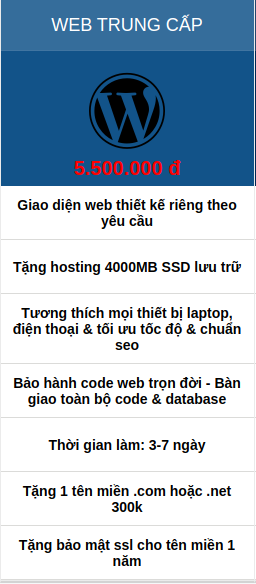 WEB TRUNG CẤP
5.500.000 đ
Giao diện web thiết kế riêng theo
yêu cầu
Tặng hosting 4000MB SSD lưu trữ
Tương thích mọi thiết bị laptop,
điện thoại & tối ưu tốc độ & chuẩn
seo
Bảo hành code web trọn đời - Bàn
giao toàn bộ code & database
Thời gian làm: 3-7 ngày
Tặng 1 tên miền .com hoặc .net
300k
Tặng bảo mật ssl cho tên miền 1
năm